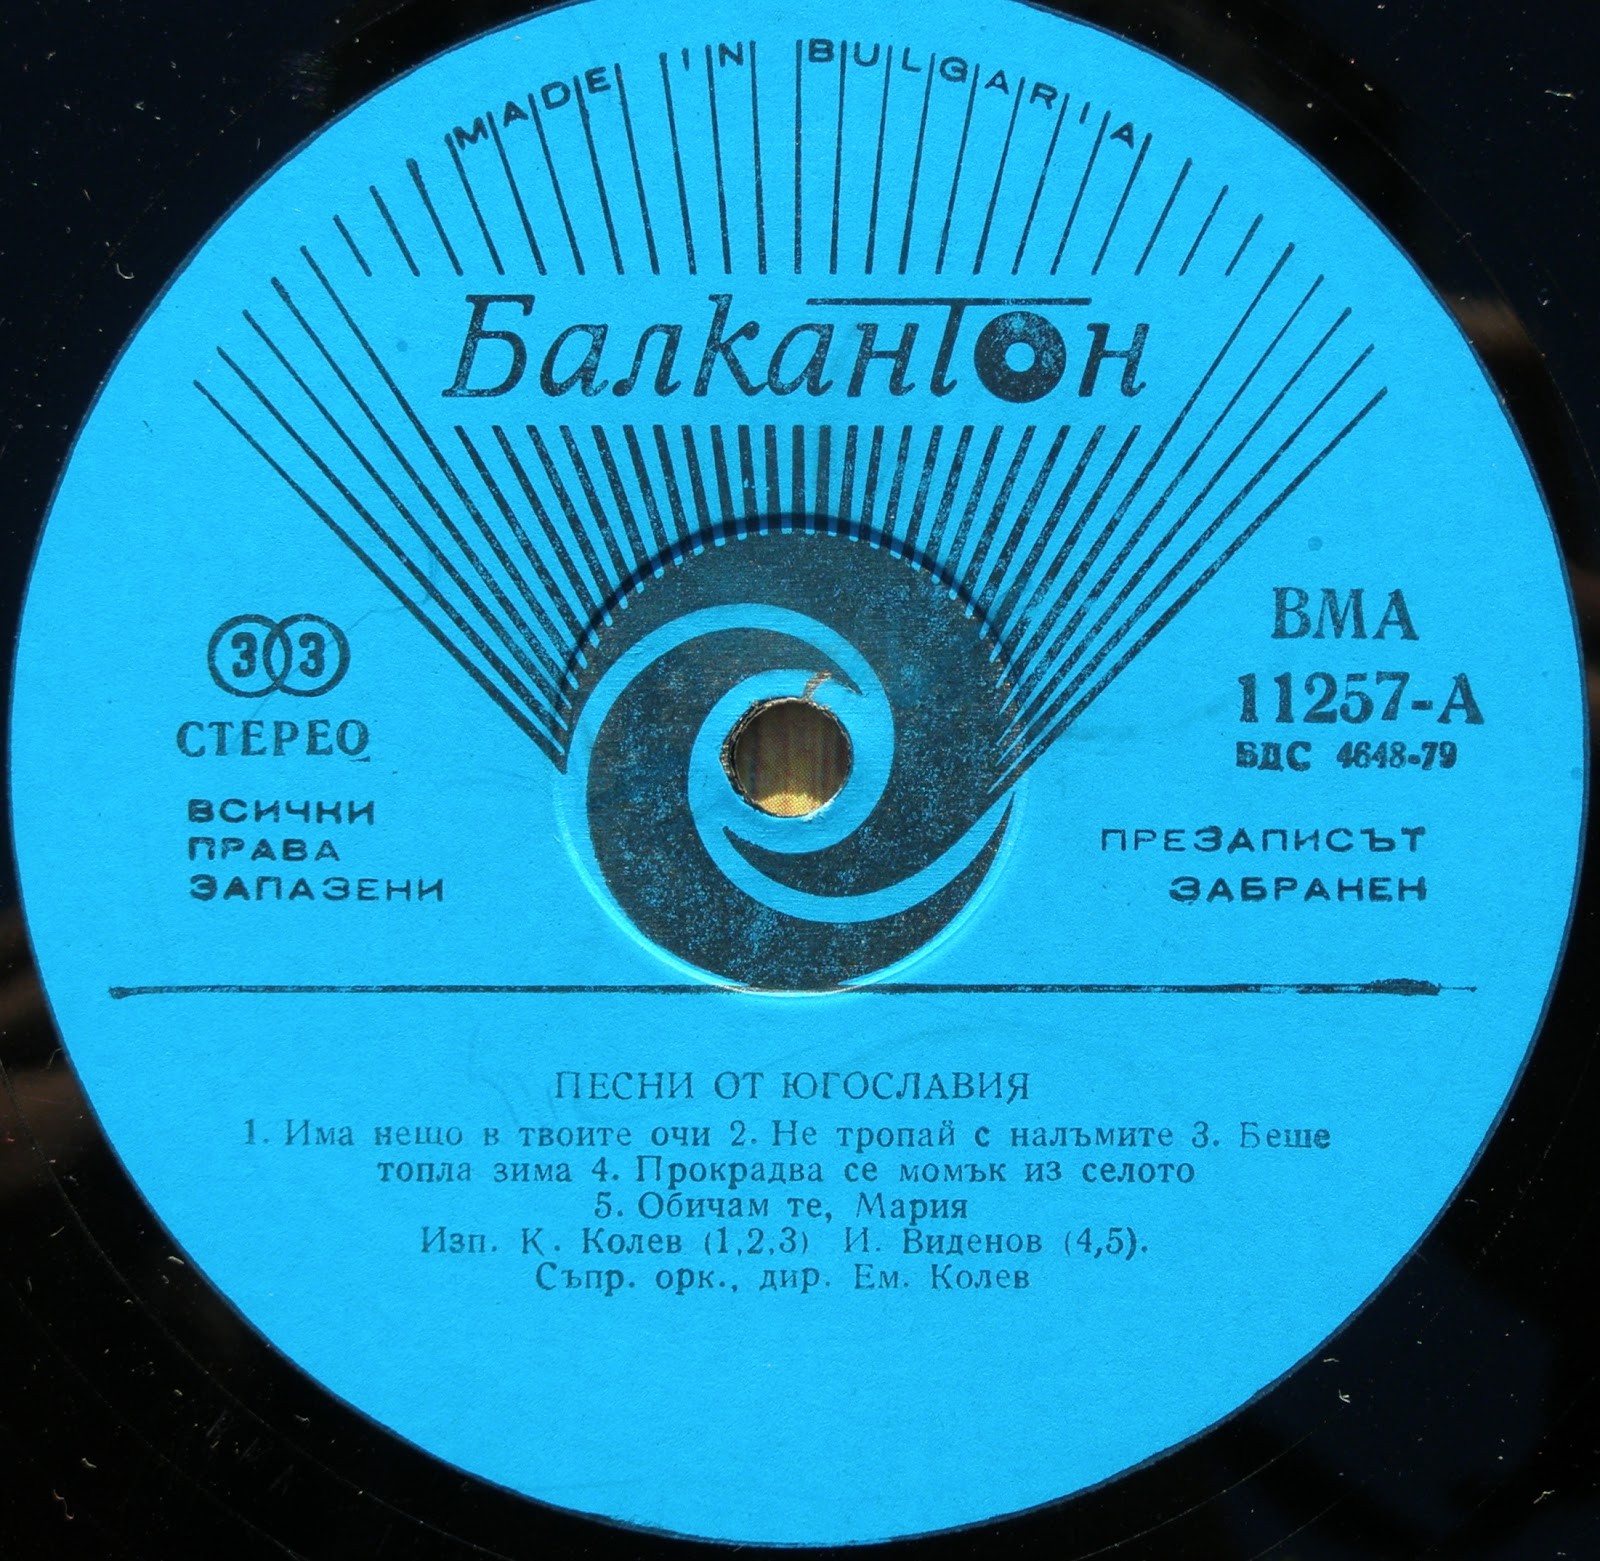 MADE IN BULGARIA
Балкантон
33
СТЕРЕО
ВСИЧКИ
ПРАВА
ЗАПАЗЕНИ
ВМА
11257-А
БДС 4648-79
ПРЕЗАПИСЪТ
ЗАБРАНЕН
ПЕСНИ ОТ ЮГОСЛАВИЯ
1. Има нещо в твоите очи 2. Не тропай с налъмите 3. Беше
топла зима 4. Прокрадва се момък из селото
5. Обичам те, Мария
Изп. К. Колев (1,2,3) И. Виденов (4,5).
Съпр. орк., дир. Ем. Колев